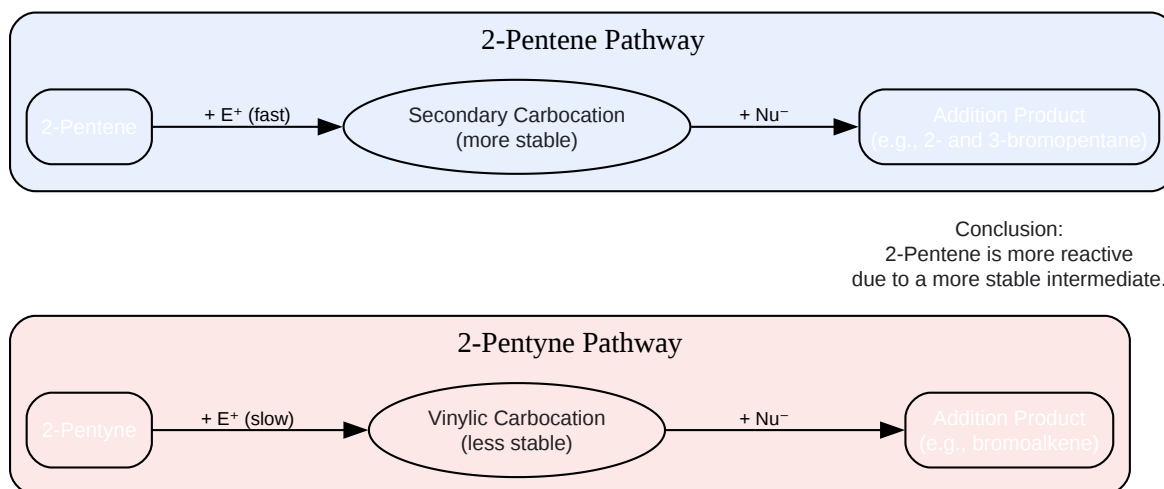 2-Pentene Pathway
2-Pentene
+ E⁺ (fast)
Secondary Carbocation
(more stable)
+ Nu⁻
Addition Product
(e.g., 2- and 3-bromopentane)
Conclusion:
2-Pentene is more reactive
due to a more stable intermediate.
2-Pentyne Pathway
2-Pentyne
+ E⁺ (slow)
Vinylic Carbocation
(less stable)
+ Nu⁻
Addition Product
(e.g., bromoalkene)